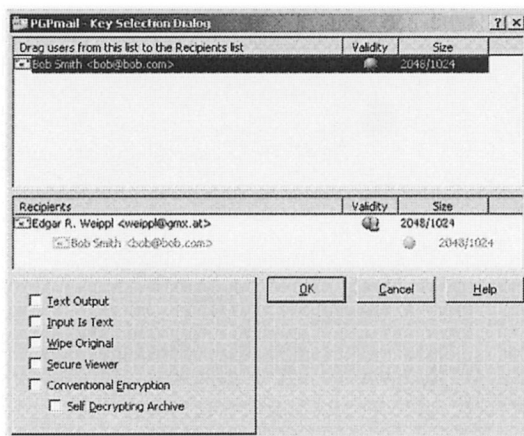 PGPmail - Key Selection Dialog
Drag users from this list to the Recipients list Validity Size
Bob Smith <bob@bob.com> 2048/1024
Recipients Validity Size
Edgar R. Weippl <weippl@gmx.at> 2048/1024
Bob Smith <bob@bob.com> 2048/1024
OK Cancel Help
Text Output
Input Is Text
Wipe Original
Secure Viewer
Conventional Encryption
Self Decrypting Archive